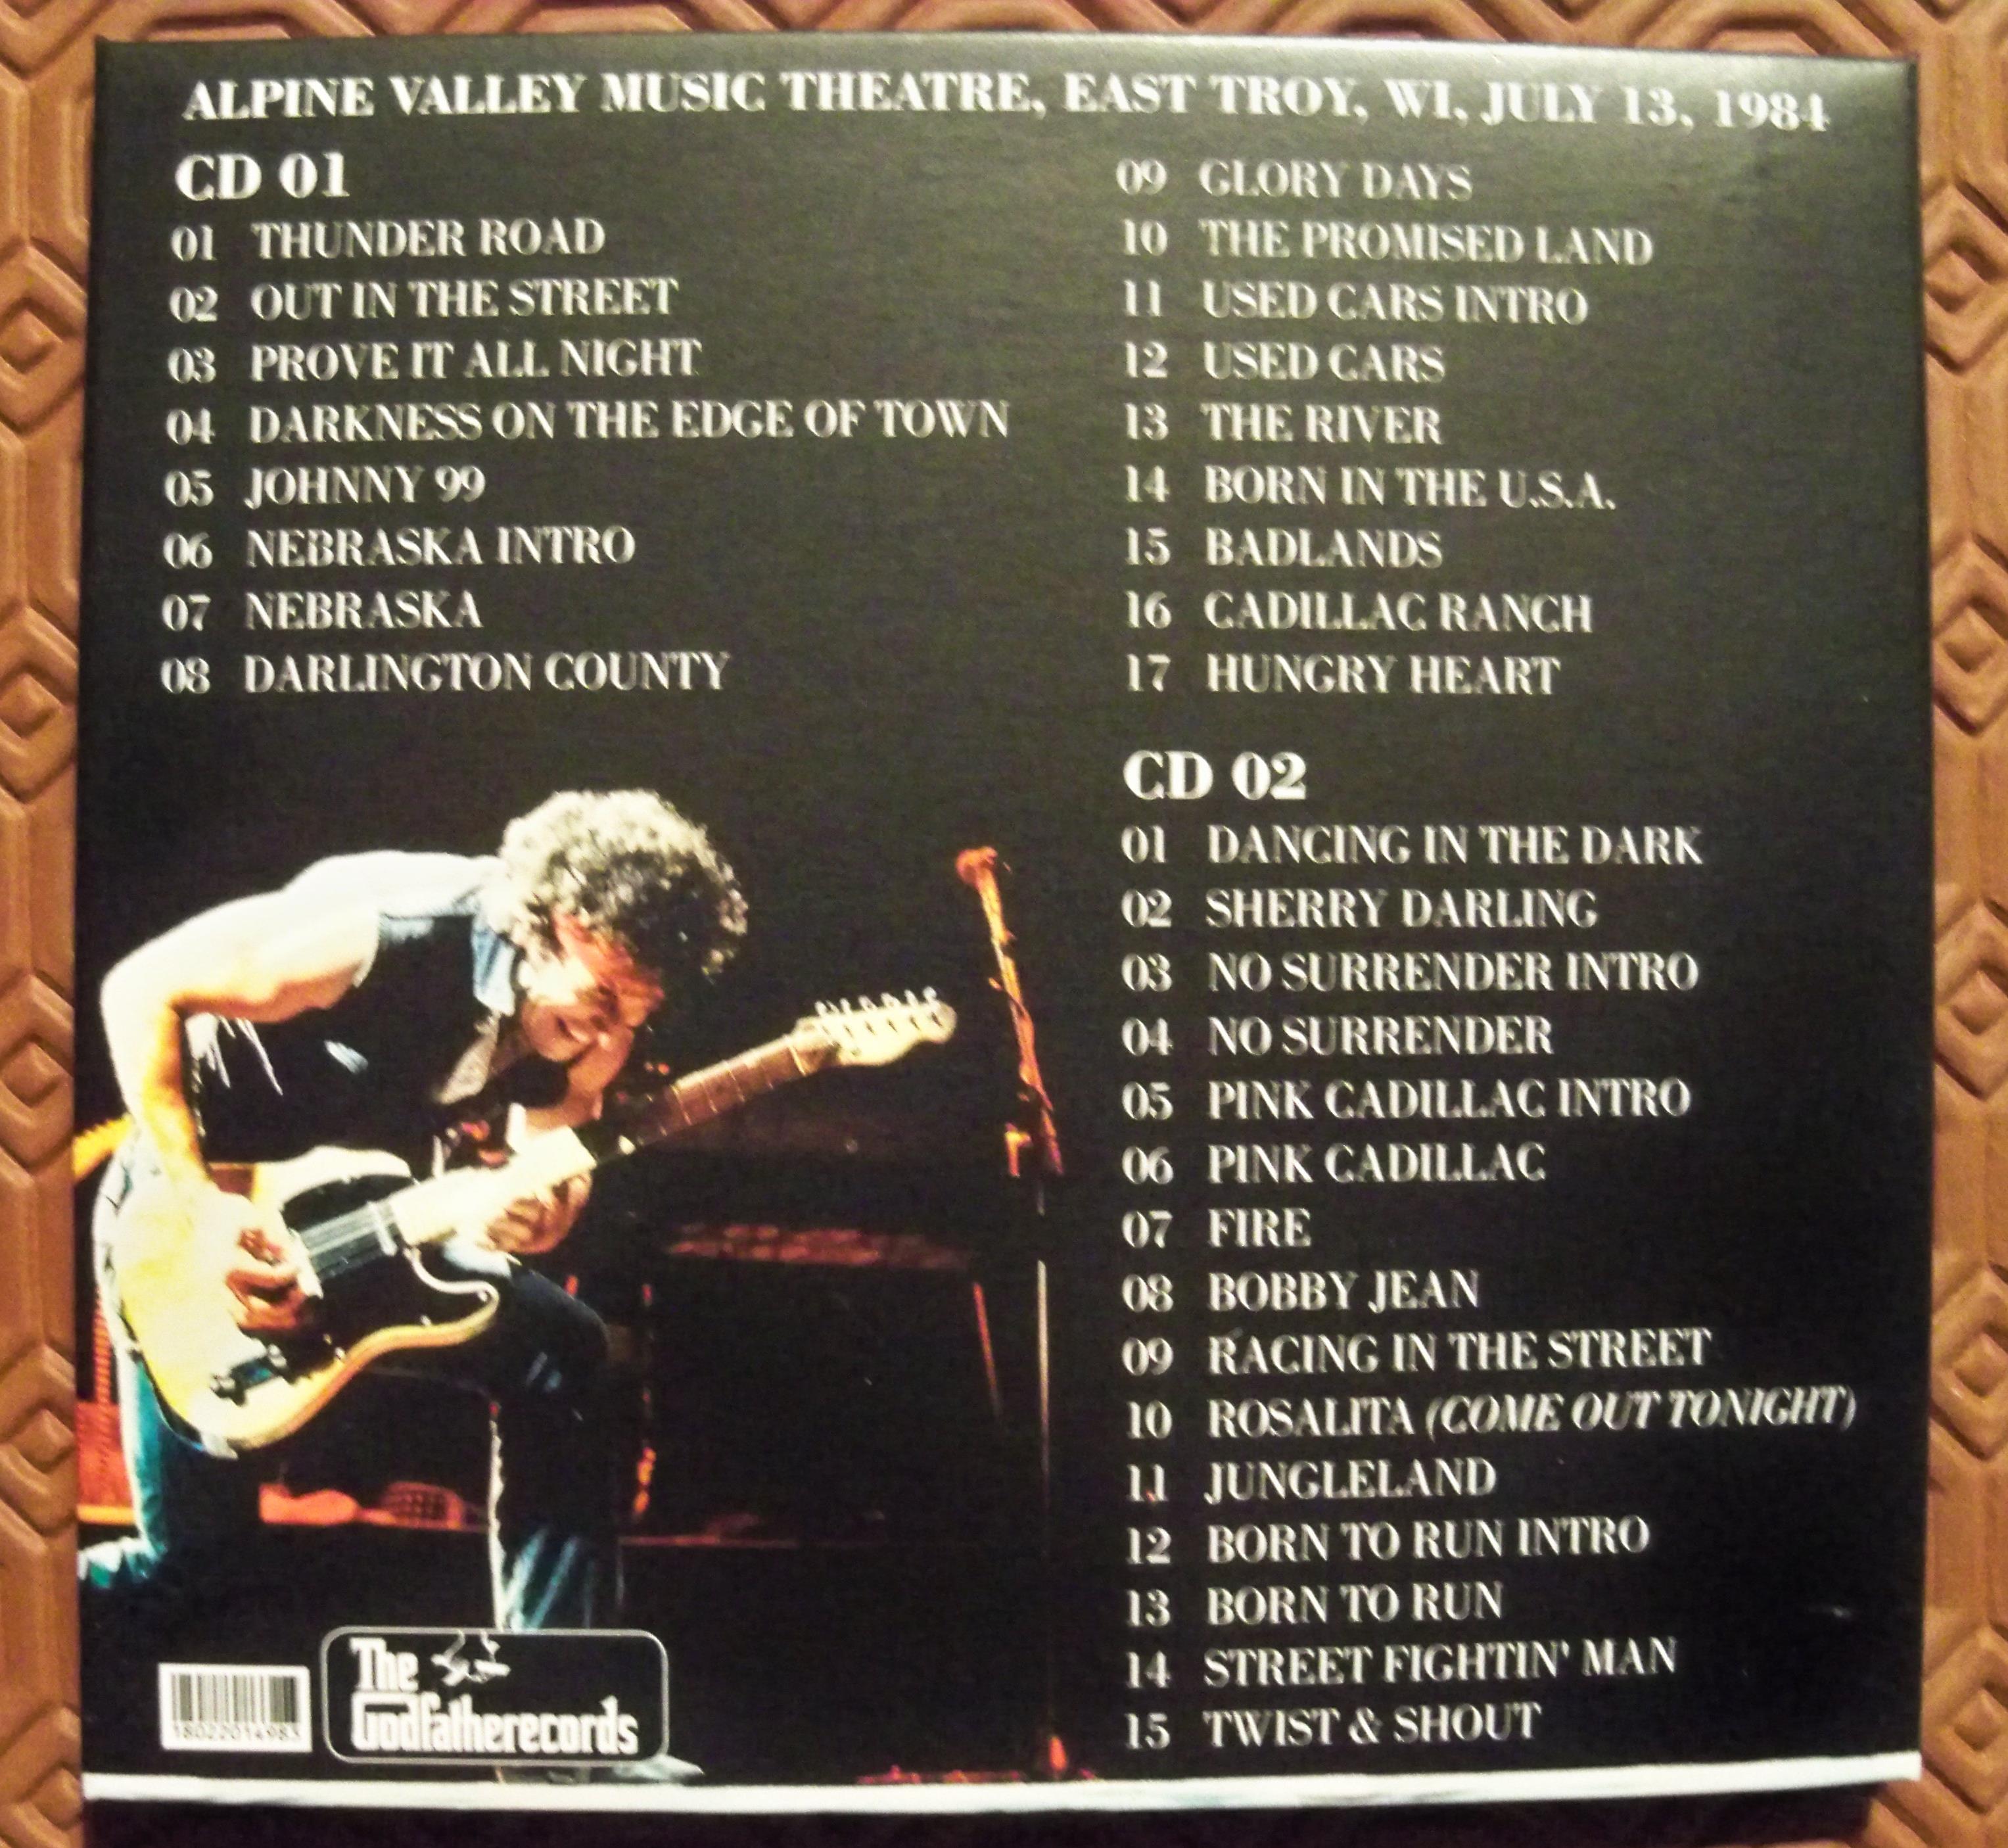 ALPINE VALLEY MUSIC THEATRE, EAST TROY, WI, JULY 13, 1984
CD 01
01 THUNDER ROAD
02 OUT IN THE STREET
03 PROVE IT ALL NIGHT
04 DARKNESS ON THE EDGE OF TOWN
05 JOHNNY 99
06 NEBRASKA INTRO
07 NEBRASKA
08 DARLINGTON COUNTY
09 GLORY DAYS
10 THE PROMISED LAND
11 USED CARS INTRO
12 USED CARS
13 THE RIVER
14 BORN IN THE U.S.A.
15 BADLANDS
16 CADILLAC RANCH
17 HUNGRY HEART
CD 02
01 DANCING IN THE DARK
02 SHERRY DARLING
03 NO SURRENDER INTRO
04 NO SURRENDER
05 PINK CADILLAC INTRO
06 PINK CADILLAC
07 FIRE
08 BOBBY JEAN
09 RACING IN THE STREET
10 ROSALITA (COME OUT TONIGHT)
11 JUNGLELAND
12 BORN TO RUN INTRO
13 BORN TO RUN
14 STREET FIGHTIN' MAN
15 TWIST & SHOUT
The
Godfatherecords